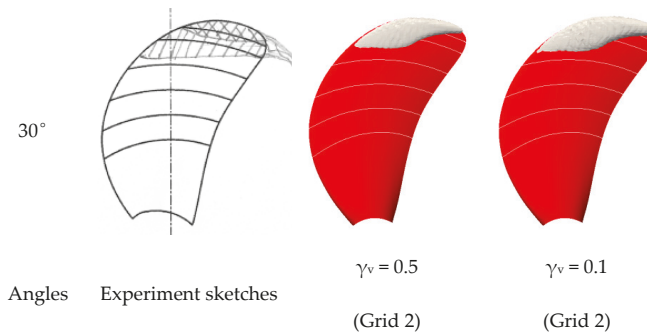 30°
γv = 0.5
γv = 0.1
Angles
Experiment sketches
(Grid 2)
(Grid 2)